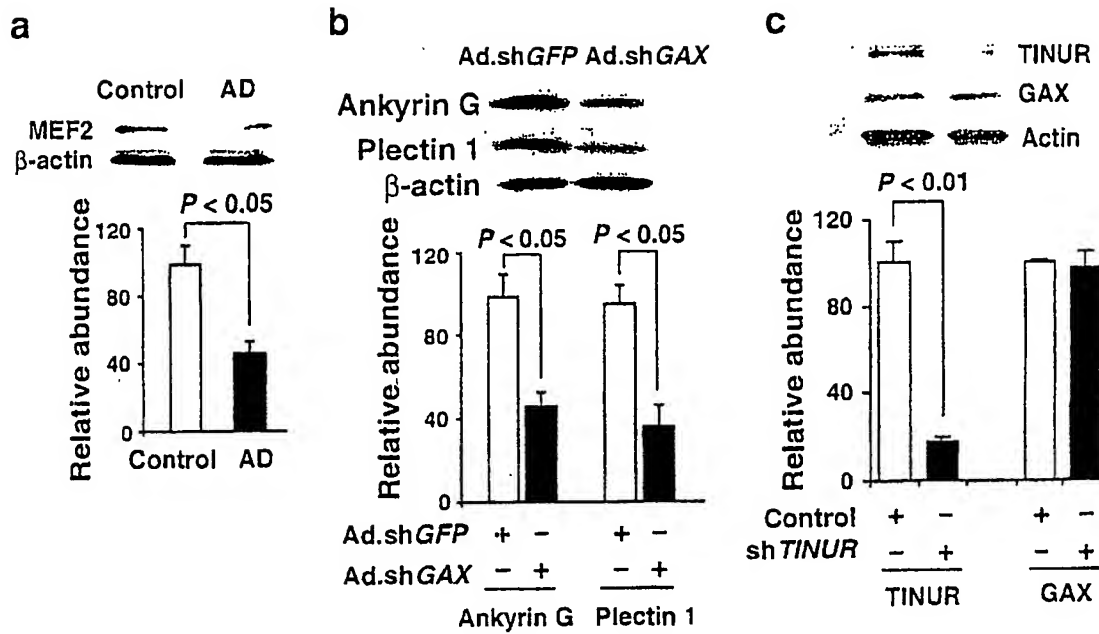 a
Control AD
MEF2
β-actin
P < 0.05
Relative abundance
120
80
40
0
Control AD
b
Ad.shGFP Ad.shGAX
Ankyrin G
Plectin 1
β-actin
P < 0.05 P < 0.05
Relative abundance
120
80
40
0
Ad.shGFP + − + −
Ad.shGAX − + − +
Ankyrin G Plectin 1
c
TINUR
GAX
Actin
P < 0.01
Relative abundance
120
80
40
0
Control + − + −
shTINUR − + − +
TINUR GAX